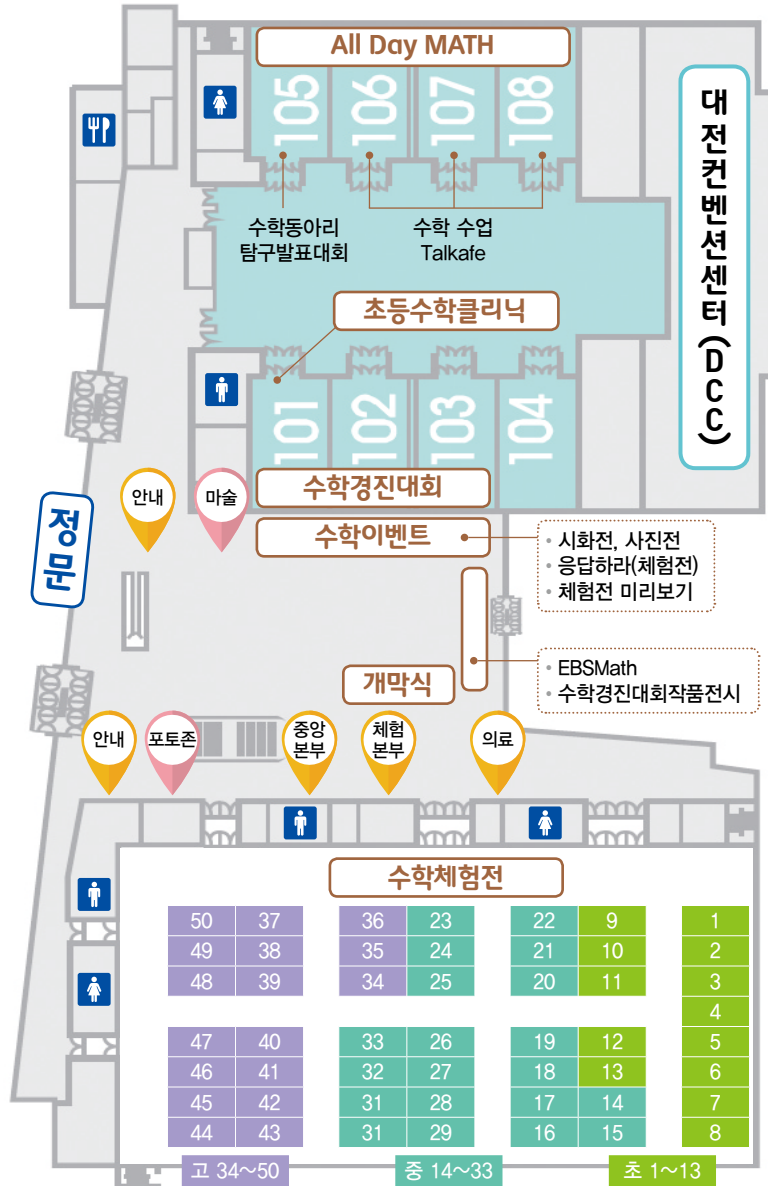 All Day MATH
105 106 107 108
대전컨벤션센터(DCC)
수학동아리
탐구발표대회
수학 수업
Talkafe
초등수학클리닉
101 102 103 104
수학경진대회
안내
마술
정문
수학이벤트
• 시화전, 사진전
• 응답하라(체험전)
• 체험전 미리보기
• EBSMath
• 수학경진대회작품전시
개막식
안내
포토존
중앙
본부
체험
본부
의료
수학체험전
50 37 36 23 22 9 1
49 38 35 24 21 10 2
48 39 34 25 20 11 3
4
47 40 33 26 19 12 5
46 41 32 27 18 13 6
45 42 31 28 17 14 7
44 43 31 29 16 15 8
고 34~50
중 14~33
초 1~13